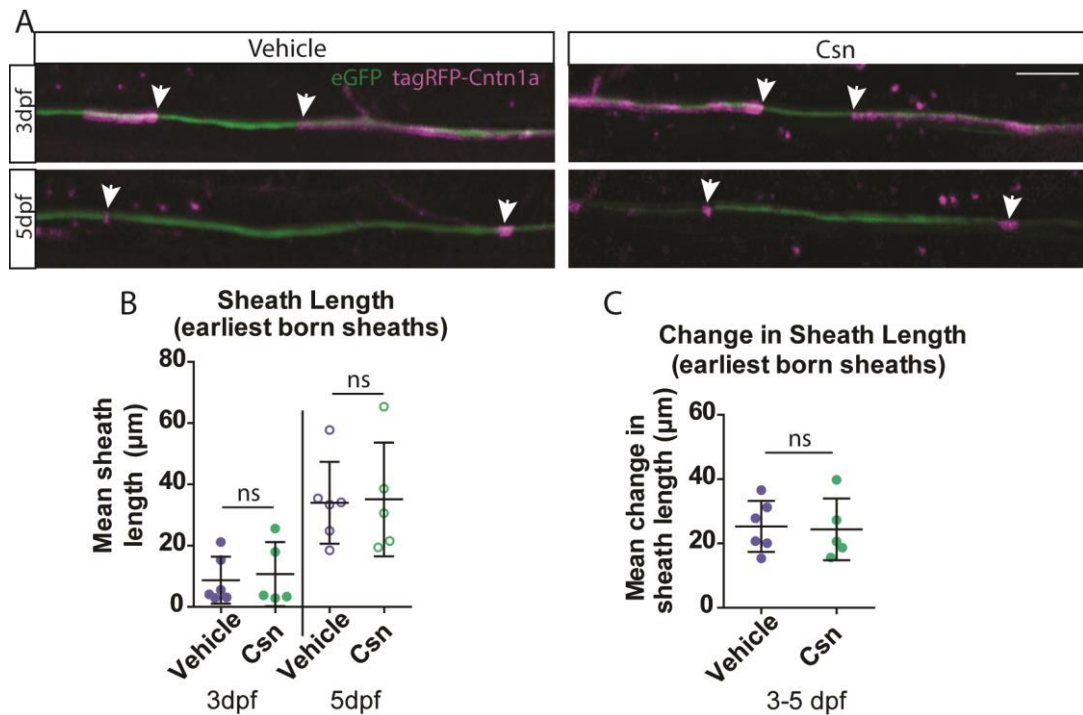 A
Vehicle
Csn
eGFP tagRFP-Cntn1a
3dpf
5dpf
B
Sheath Length
(earliest born sheaths)
Mean sheath
length (µm)
80
60
40
20
0
ns
ns
Vehicle
Csn
Vehicle
Csn
3dpf
5dpf
C
Change in Sheath Length
(earliest born sheaths)
Mean change in
sheath length (µm)
60
40
20
0
ns
Vehicle
Csn
3-5 dpf